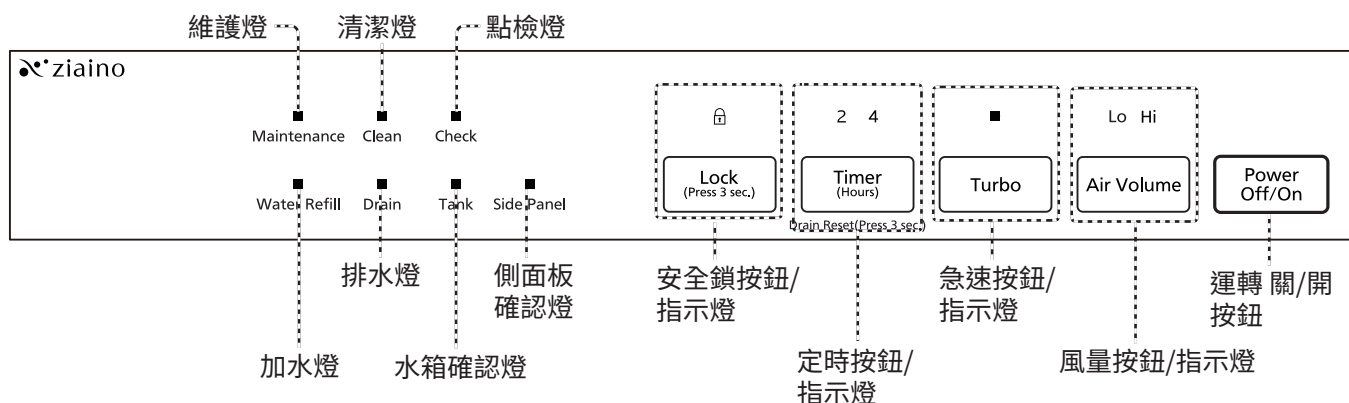 維護燈 清潔燈 點檢燈
ziaino
2 4 Lo Hi
Maintenance Clean Check
Lock Timer Turbo Air Volume Power
(Press 3 sec.) (Hours) Off/On
Water Refill Drain Tank Side Panel
Drain Reset(Press 3 sec.)
排水燈 側面板 安全鎖按鈕/ 急速按鈕/ 運轉 關/開
確認燈 指示燈 指示燈 按鈕
加水燈 水箱確認燈 定時按鈕/ 風量按鈕/指示燈
指示燈